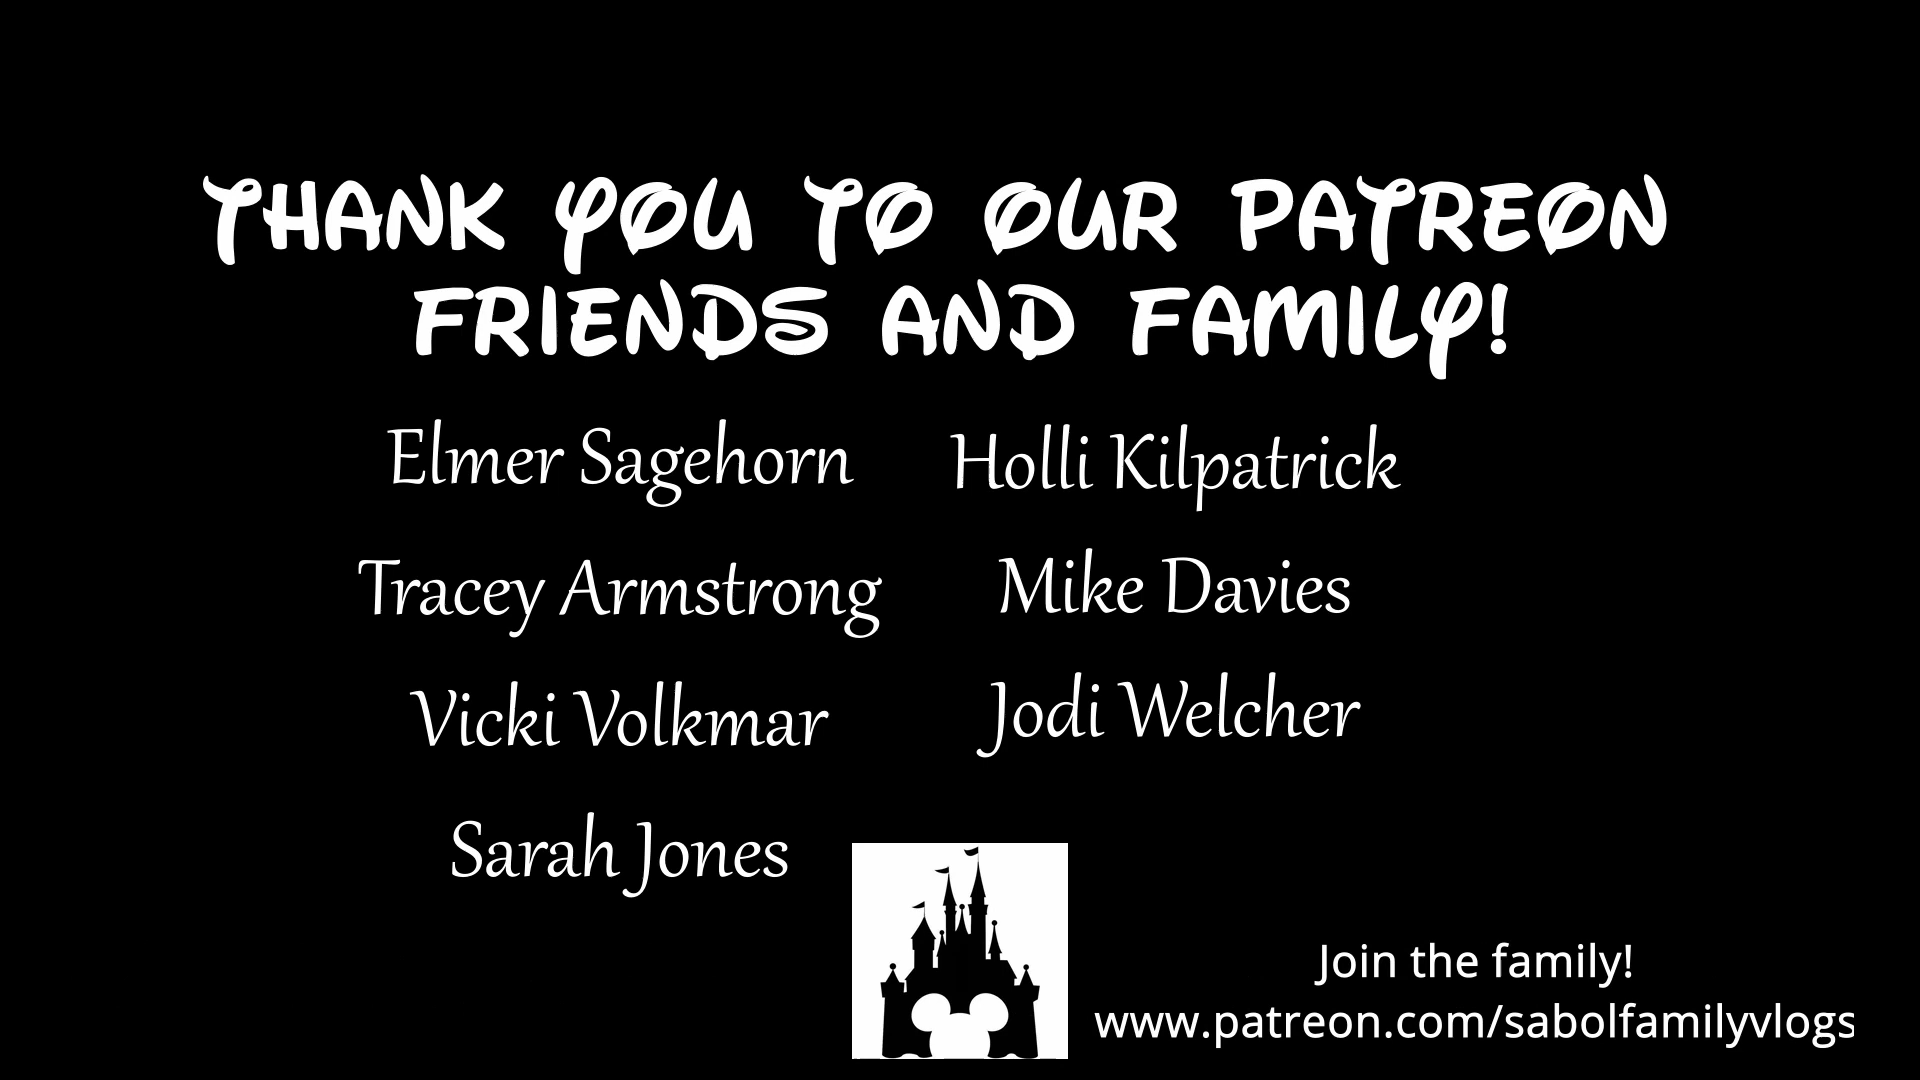 THANK YOU TO OUR PATREON
FRIENDS AND FAMILY!
Elmer Sagehorn
Tracey Armstrong
Vicki Volkmar
Sarah Jones
Holli Kilpatrick
Mike Davies
Jodi Welcher
Join the family!
www.patreon.com/sabolfamilyvlogs